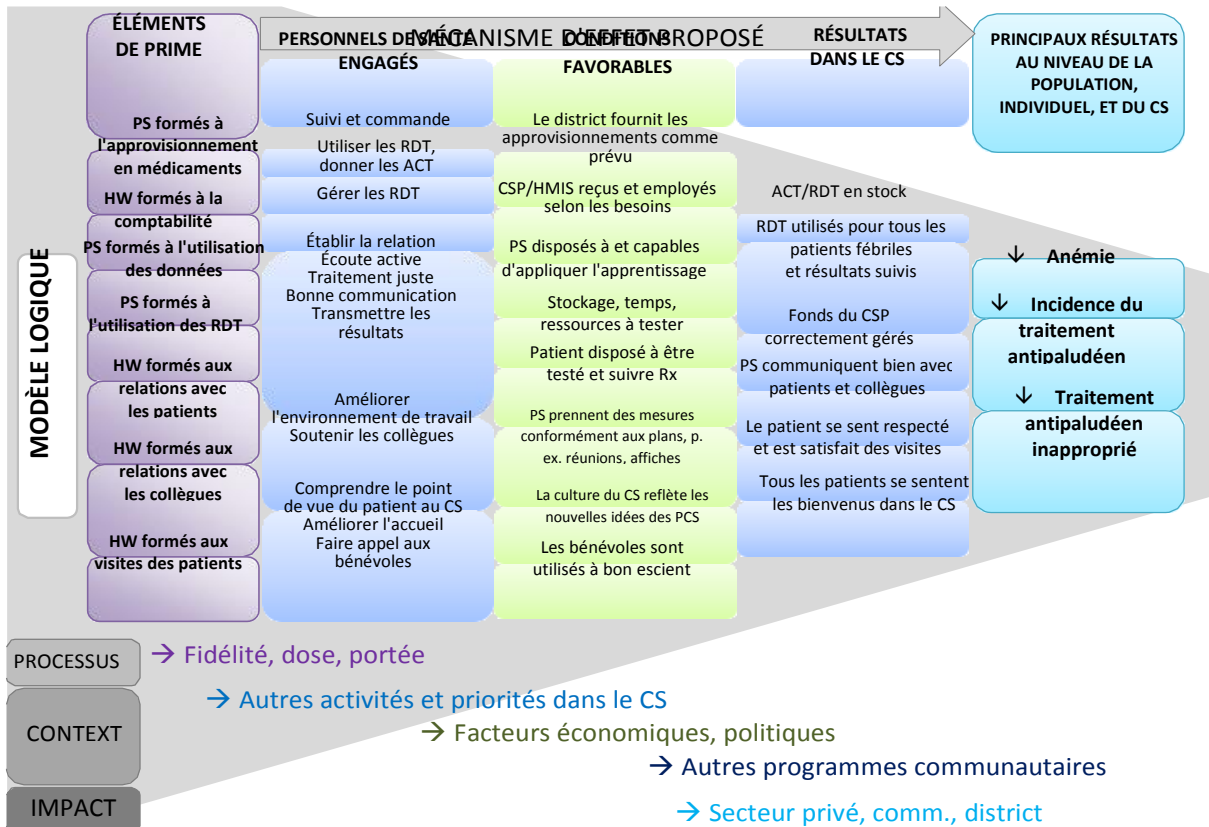 MODÈLE LOGIQUE
ÉLÉMENTS
DE PRIME
PS formés à
l'approvisionnement
en médicaments
HW formés à la
comptabilité
PS formés à l'utilisation
des données
PS formés à
l'utilisation des RDT
HW formés aux
relations avec
les patients
HW formés aux
relations avec
les collègues
HW formés aux
visites des patients
MÉCANISME D'EFFET PROPOSÉ
PERSONNELS DE SANTÉ
ENGAGÉS
Suivi et commande
Utiliser les RDT,
donner les ACT
Gérer les RDT
Établir la relation
Écoute active
Traitement juste
Bonne communication
Transmettre les
résultats
Améliorer
l'environnement de travail
Soutenir les collègues
Comprendre le point
de vue du patient au CS
Améliorer l'accueil
Faire appel aux
bénévoles
CONDITIONS
FAVORABLES
Le district fournit les
approvisionnements comme
prévu
CSP/HMIS reçus et employés
selon les besoins
PS disposés à et capables
d'appliquer l'apprentissage
Stockage, temps,
ressources à tester
Patient disposé à être
testé et suivre Rx
PS prennent des mesures
conformément aux plans, p.
ex. réunions, affiches
La culture du CS reflète les
nouvelles idées des PCS
Les bénévoles sont
utilisés à bon escient
RÉSULTATS
DANS LE CS
ACT/RDT en stock
RDT utilisés pour tous les
patients fébriles
et résultats suivis
Fonds du CSP
correctement gérés
PS communiquent bien avec
patients et collègues
Le patient se sent respecté
et est satisfait des visites
Tous les patients se sentent
les bienvenus dans le CS
PRINCIPAUX RÉSULTATS
AU NIVEAU DE LA
POPULATION,
INDIVIDUEL, ET DU CS
↓ Anémie
↓ Incidence du
traitement
antipaludéen
↓ Traitement
antipaludéen
inapproprié
PROCESSUS
→ Fidélité, dose, portée
→ Autres activités et priorités dans le CS
CONTEXT
→ Facteurs économiques, politiques
→ Autres programmes communautaires
IMPACT
→ Secteur privé, comm., district